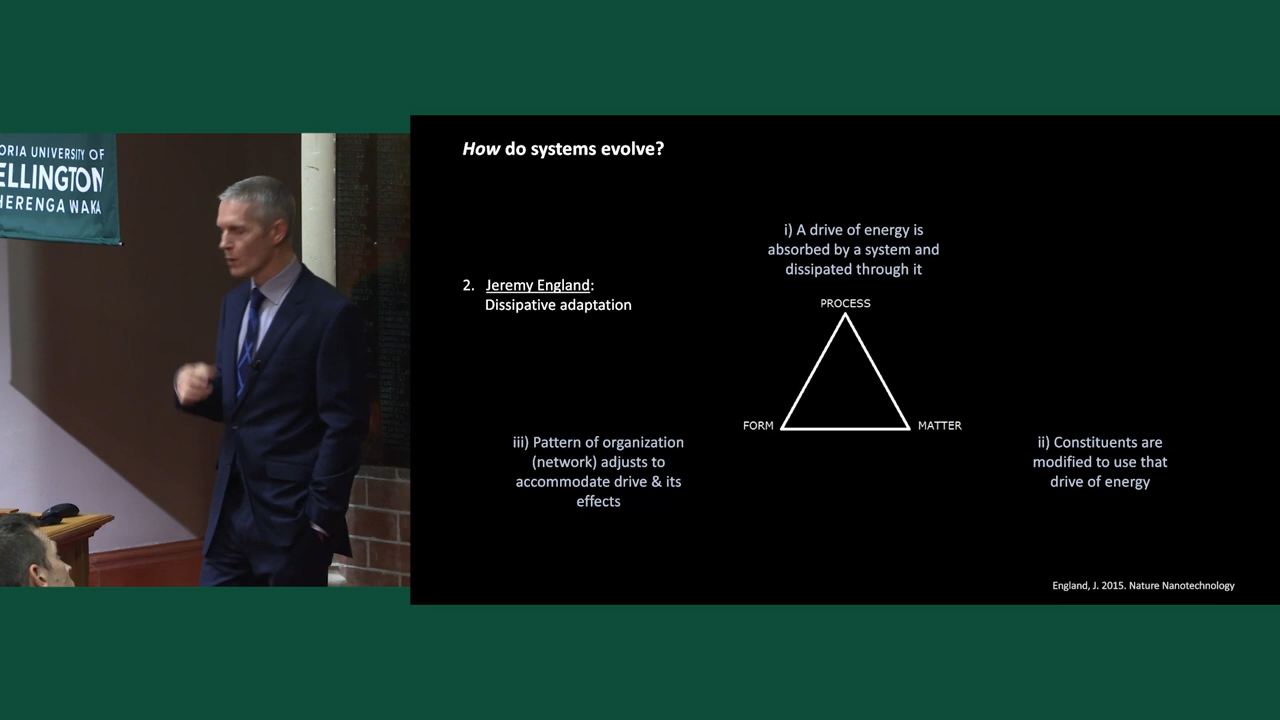 ORIA UNIVERSITY OF
ELLINGTON
HERENGA WAKA
How do systems evolve?
i) A drive of energy is
absorbed by a system and
dissipated through it
2. Jeremy England:
Dissipative adaptation
PROCESS
FORM
MATTER
iii) Pattern of organization
(network) adjusts to
accommodate drive & its
effects
ii) Constituents are
modified to use that
drive of energy
England, J. 2015. Nature Nanotechnology